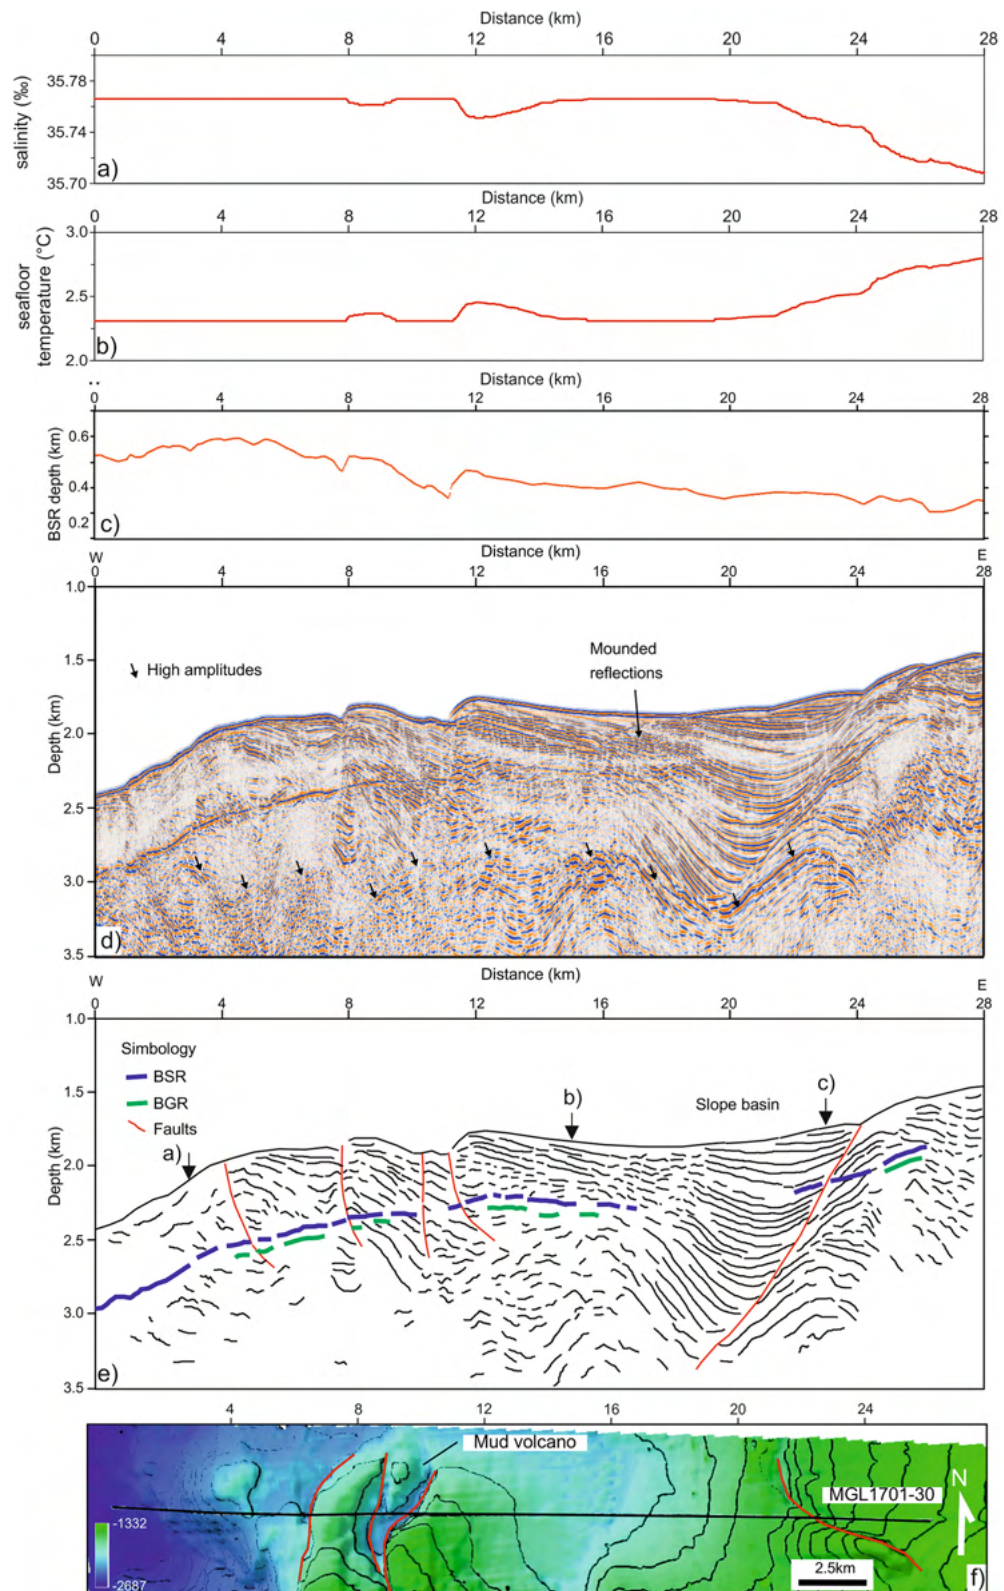 Distance (km)
0 4 8 12 16 20 24 28
35.78
35.74
35.70
salinity (‰)
a)
Distance (km)
0 4 8 12 16 20 24 28
3.0
2.5
2.0
seafloor
temperature (°C)
b)
Distance (km)
0 4 8 12 16 20 24 28
0.6
0.4
0.2
BSR depth (km)
c)
Distance (km)
W E
0 4 8 12 16 20 24 28
1.0
1.5
2.0
2.5
3.0
3.5
Depth (km)
High amplitudes
Mounded
reflections
d)
Distance (km)
W E
0 4 8 12 16 20 24 28
1.0
1.5
2.0
2.5
3.0
3.5
Depth (km)
Simbology
BSR
BGR
Faults
a)
b)
Slope basin
c)
e)
4 8 12 16 20 24
Mud volcano
MGL1701-30
N
-1332
-2687
2.5km
f)